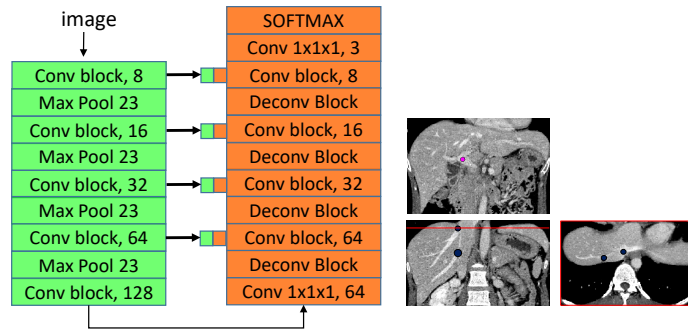 image
Conv block, 8
Max Pool 23
Conv block, 16
Max Pool 23
Conv block, 32
Max Pool 23
Conv block, 64
Max Pool 23
Conv block, 128
SOFTMAX
Conv 1x1x1, 3
Conv block, 8
Deconv Block
Conv block, 16
Deconv Block
Conv block, 32
Deconv Block
Conv block, 64
Deconv Block
Conv 1x1x1, 64